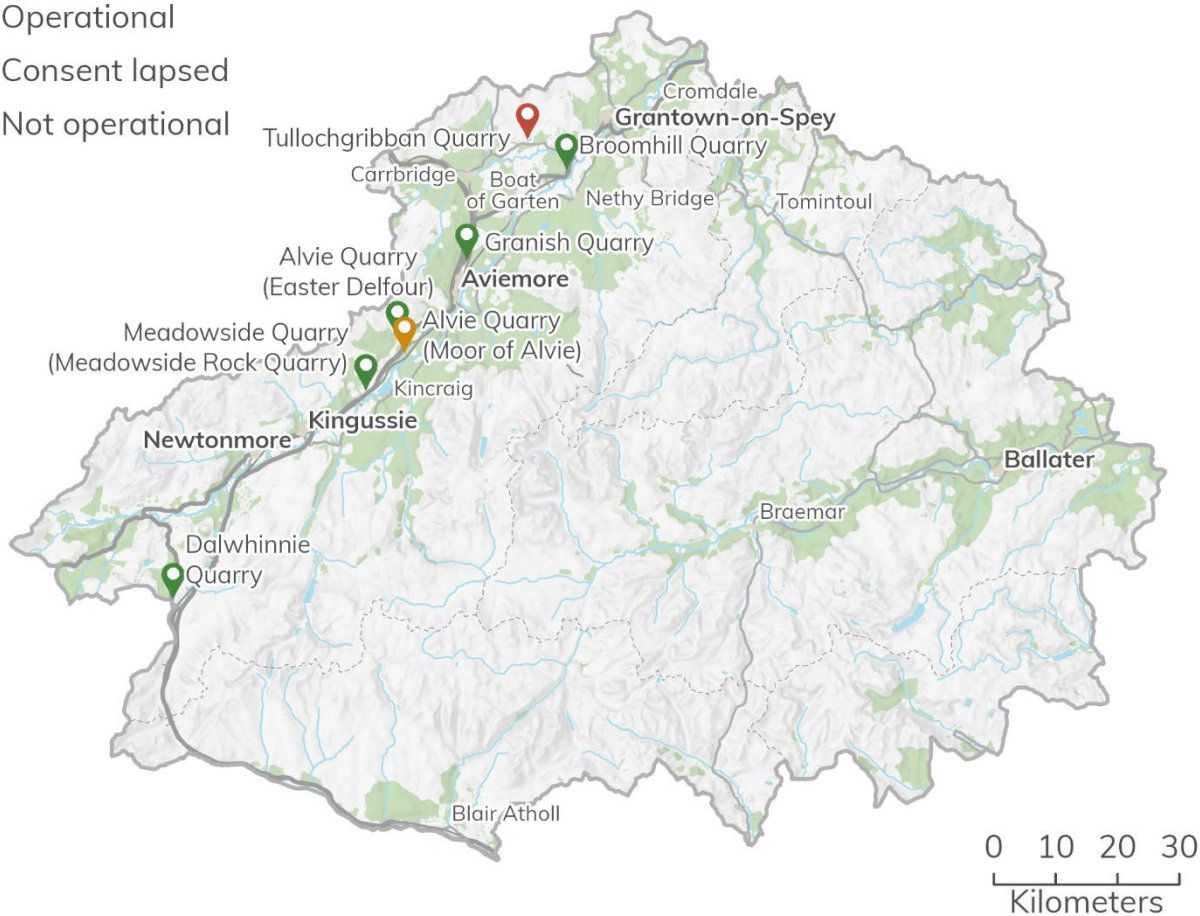 Operational
Consent lapsed
Not operational
Cromdale
Grantown-on-Spey
Tullochgribban Quarry
Broomhill Quarry
Carrbridge
Boat
of Garten
Nethy Bridge
Tomintoul
Granish Quarry
Alvie Quarry
(Easter Delfour)
Aviemore
Alvie Quarry
(Moor of Alvie)
Meadowside Quarry
(Meadowside Rock Quarry)
Kincraig
Kingussie
Newtonmore
Ballater
Braemar
Dalwhinnie
Quarry
Blair Atholl
0 10 20 30
Kilometers